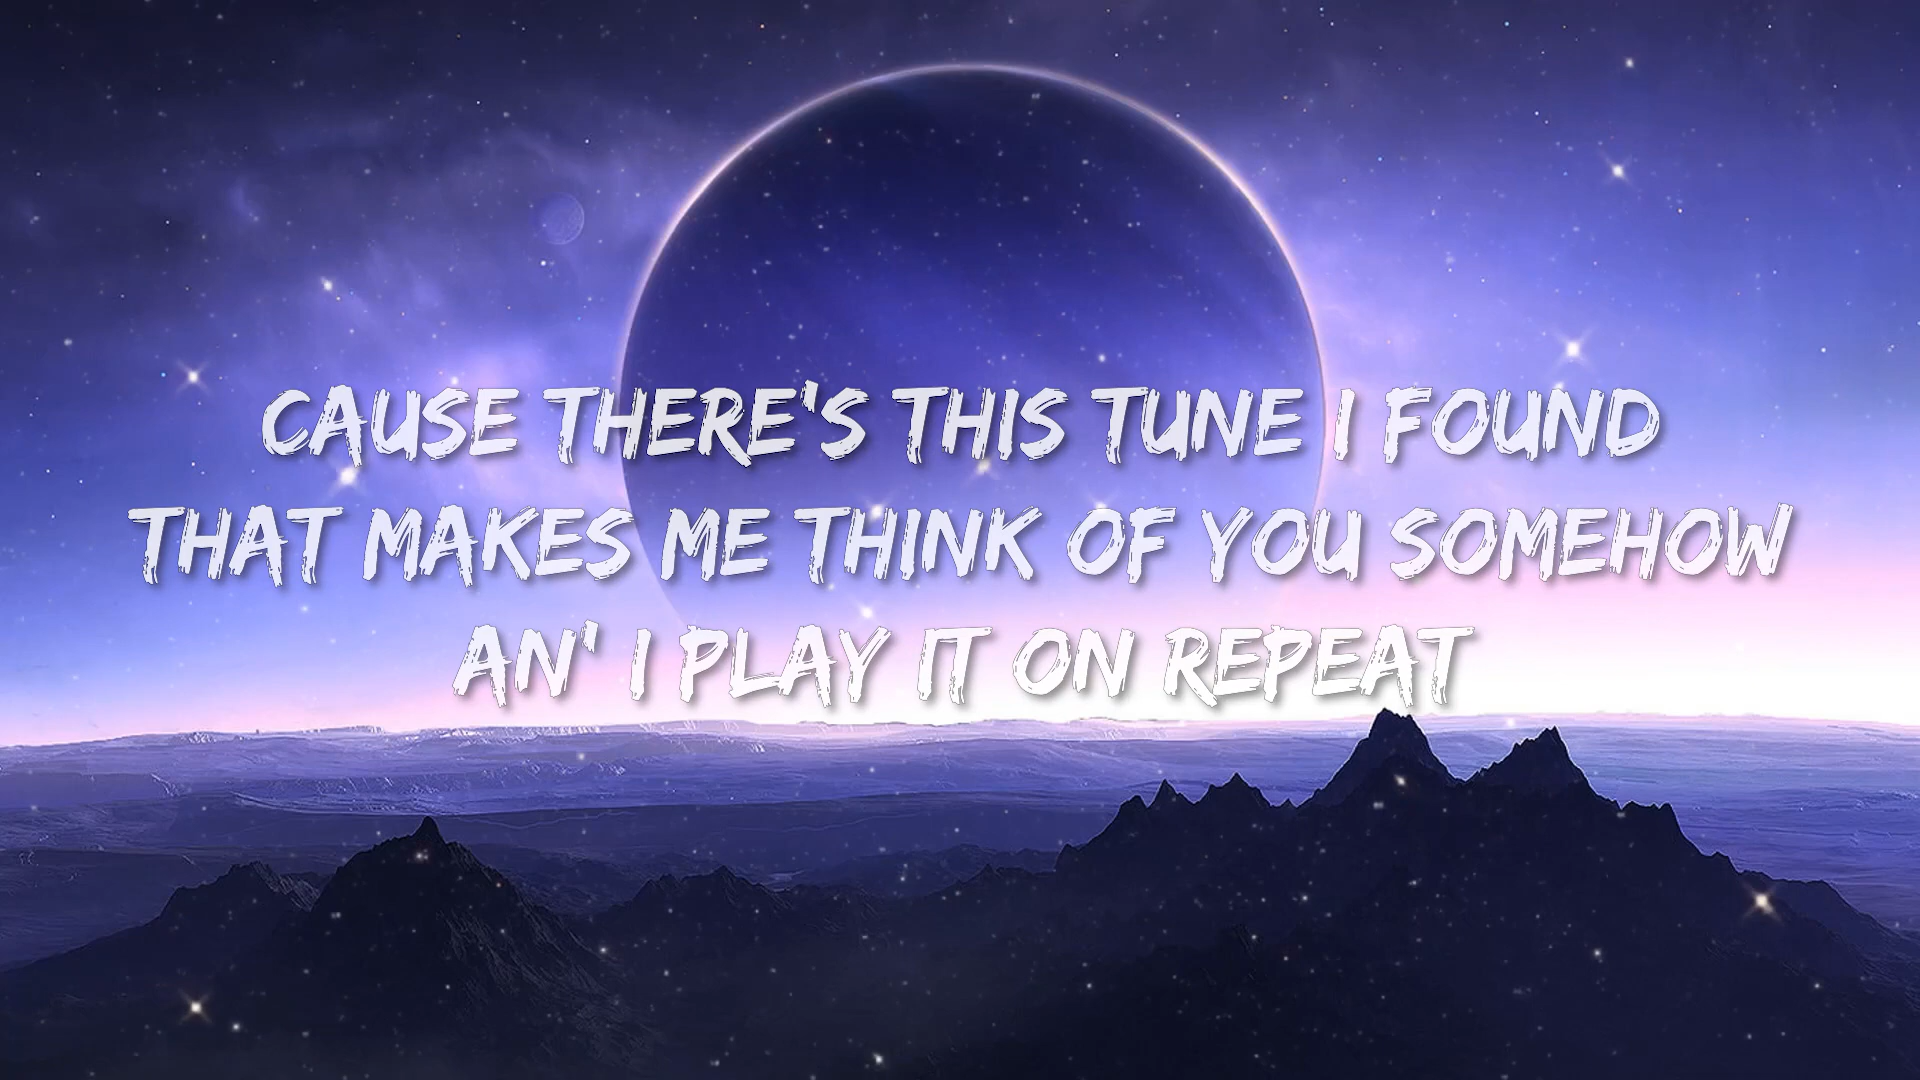 CAUSE THERE'S THIS TUNE I FOUND
THAT MAKES ME THINK OF YOU SOMEHOW
AN' I PLAY IT ON REPEAT